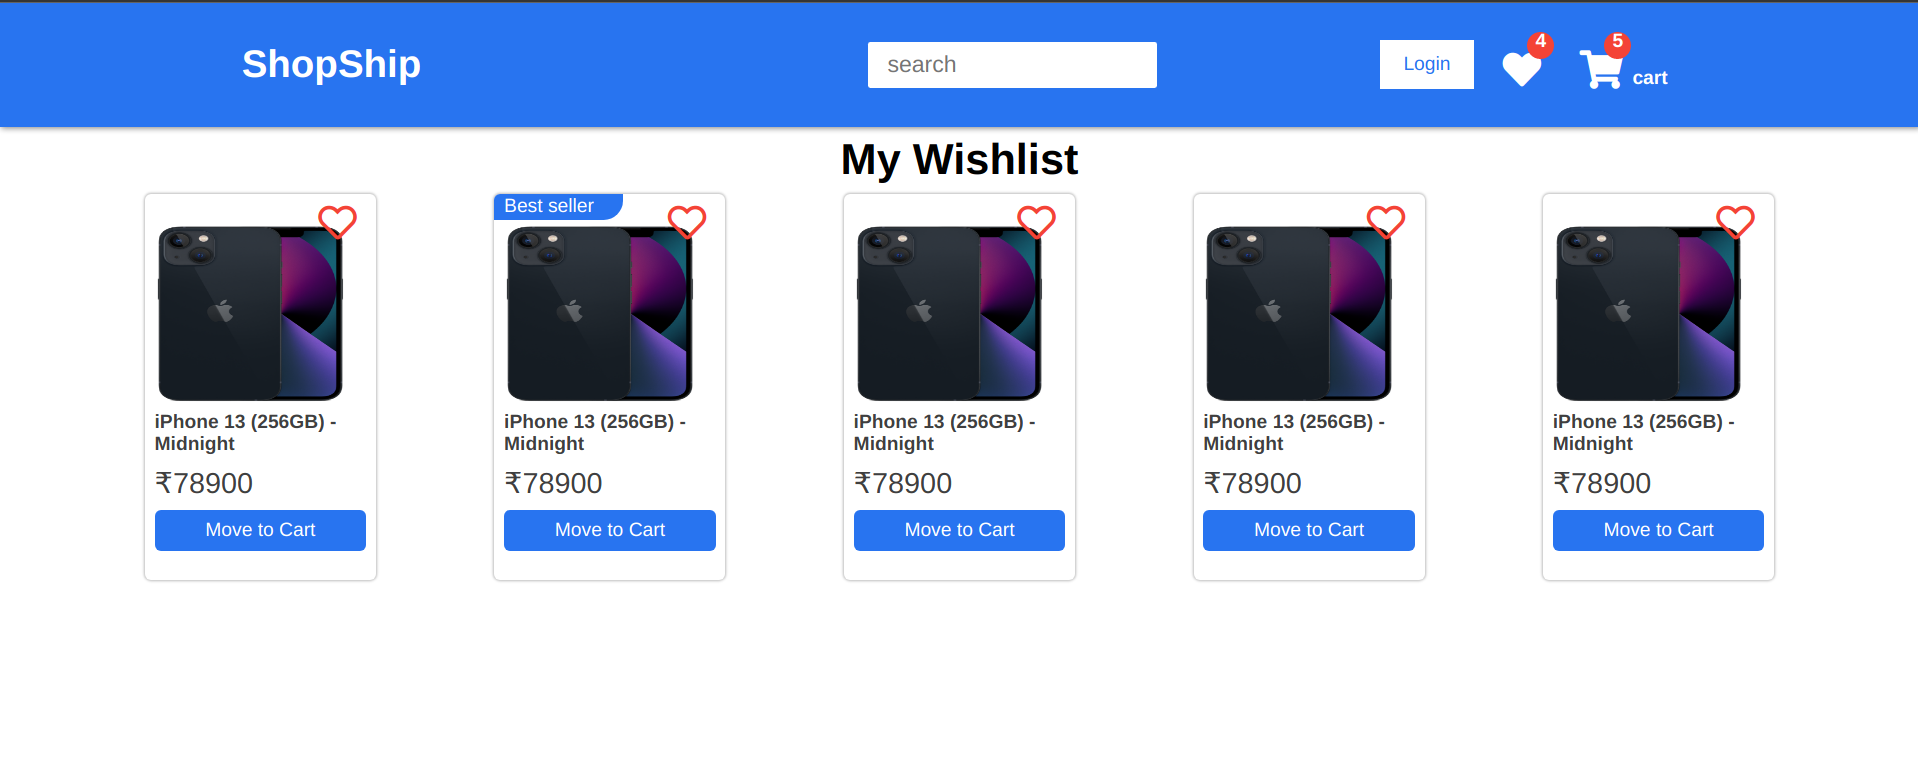 ShopShip
search
Login
4
5
cart
My Wishlist
iPhone 13 (256GB) -
Midnight
₹78900
Move to Cart
Best seller
iPhone 13 (256GB) -
Midnight
₹78900
Move to Cart
iPhone 13 (256GB) -
Midnight
₹78900
Move to Cart
iPhone 13 (256GB) -
Midnight
₹78900
Move to Cart
iPhone 13 (256GB) -
Midnight
₹78900
Move to Cart